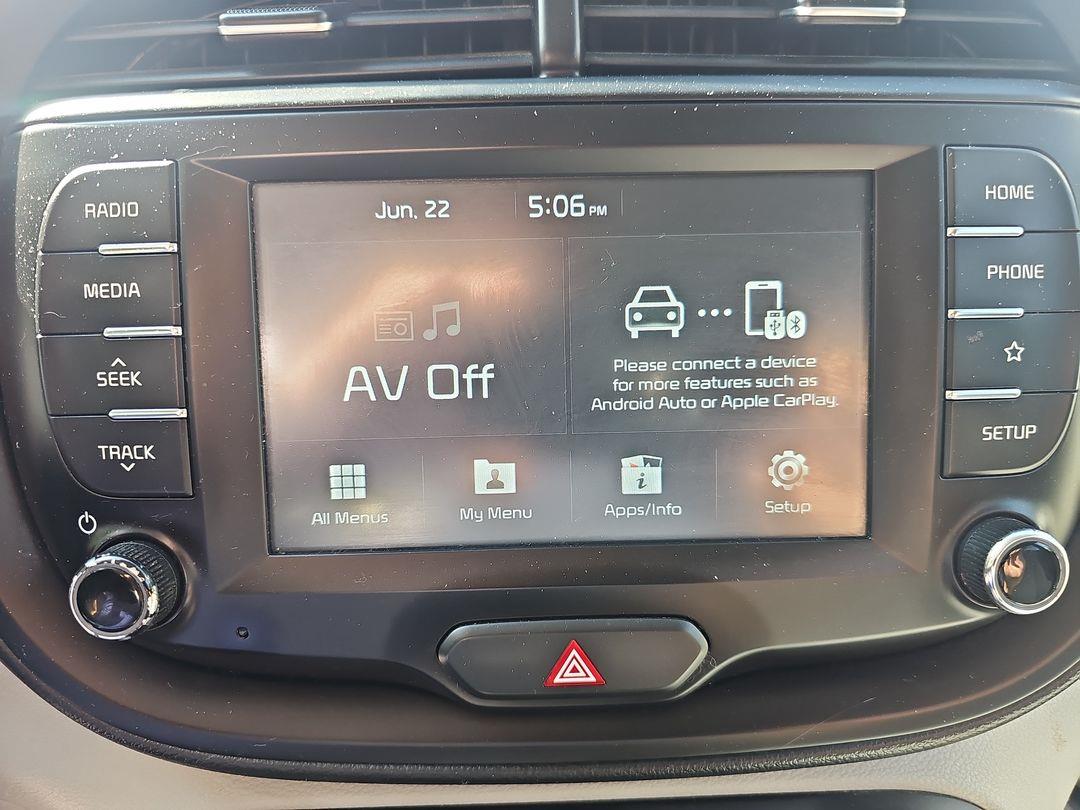 Jun, 22
5:06 PM
RADIO
MEDIA
SEEK
TRACK
AV Off
Please connect a device
for more features such as
Android Auto or Apple CarPlay.
All Menus
My Menu
Apps/Info
Setup
HOME
PHONE
SETUP